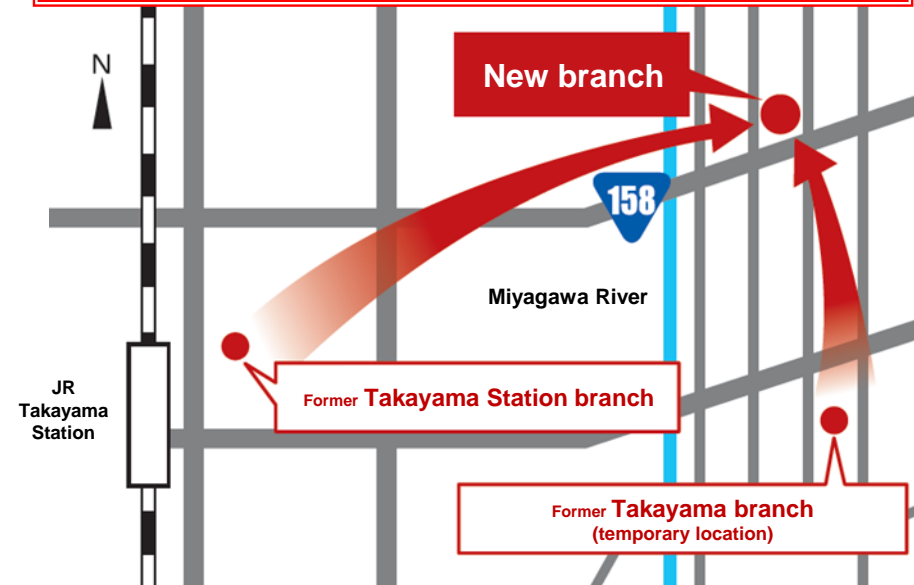 N
New branch
158
Miyagawa River
JR
Takayama
Station
Former Takayama Station branch
Former Takayama branch
(temporary location)